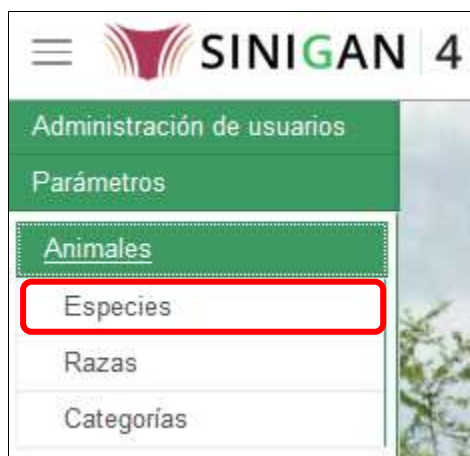 SINIGAN 4
Administración de usuarios
Parámetros
Animales
Especies
Razas
Categorías